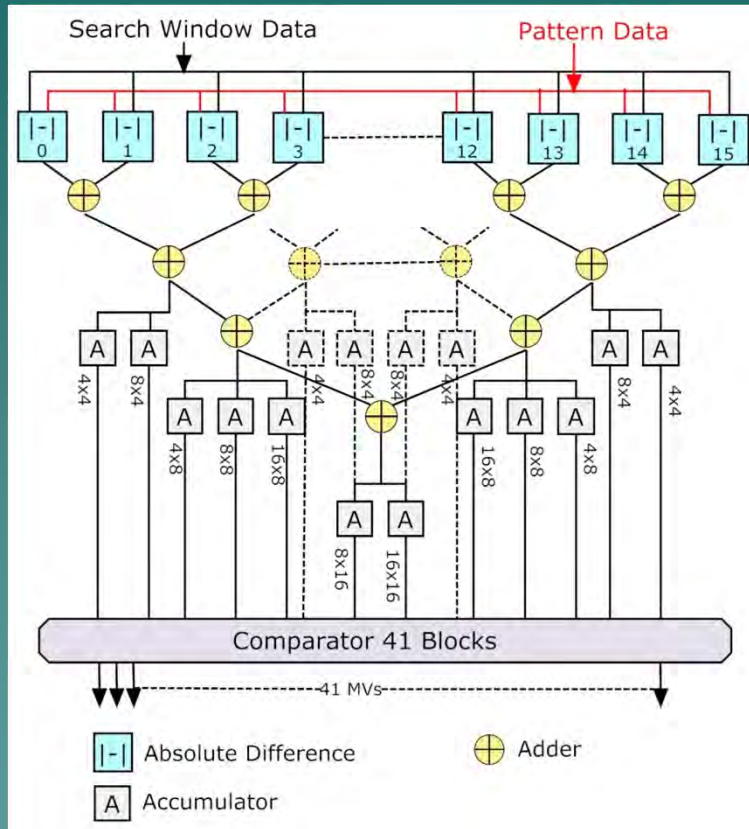 Search Window Data
Pattern Data
|-| |-| |-| |-| |-| |-| |-| |-|
0 1 2 3 12 13 14 15
A A A A A A A A
4x4 8x4 4x4 8x4 8x4 4x4 8x4 4x4
A A A A A A
4x8 8x8 16x8 16x8 8x8 4x8
A A
8x16 16x16
Comparator 41 Blocks
41 MVs
|-| Absolute Difference
Adder
A Accumulator